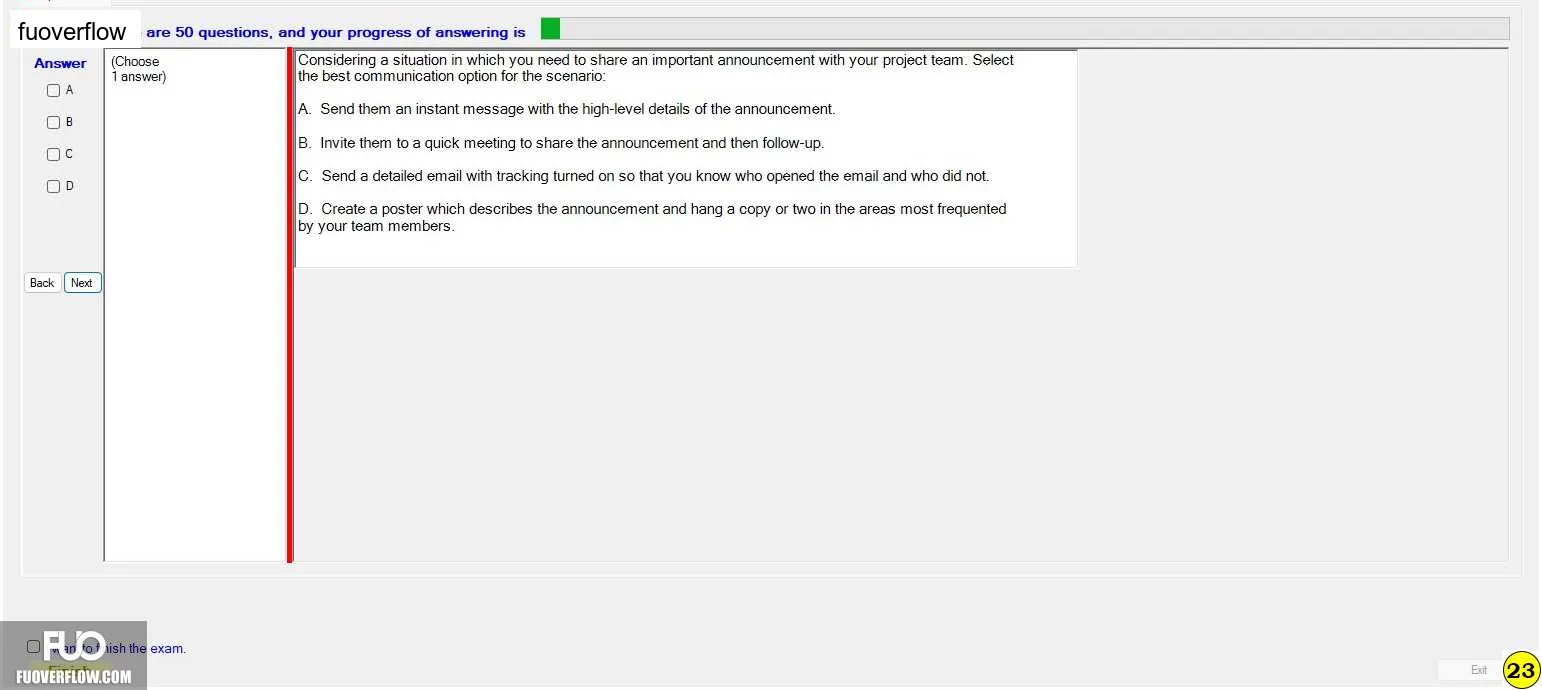 fuoverflow are 50 questions, and your progress of answering is
Answer
A
B
C
D
Back Next
(Choose
1 answer)
Considering a situation in which you need to share an important announcement with your project team. Select
the best communication option for the scenario:
A. Send them an instant message with the high-level details of the announcement.
B. Invite them to a quick meeting to share the announcement and then follow-up.
C. Send a detailed email with tracking turned on so that you know who opened the email and who did not.
D. Create a poster which describes the announcement and hang a copy or two in the areas most frequented
by your team members.
to finish the exam.
FUO
FUOVERFLOW.COM
Exit
23